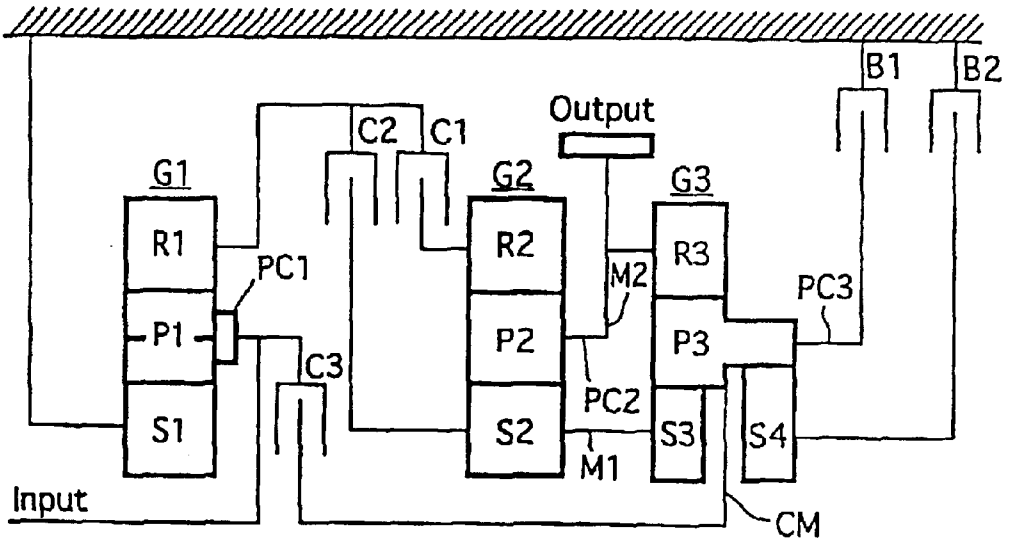 B1
B2
Output
C2
C1
G1
G2
G3
R1
R2
R3
PC1
M2
PC3
P1
P2
P3
C3
PC2
S1
S2
S3
S4
M1
Input
CM